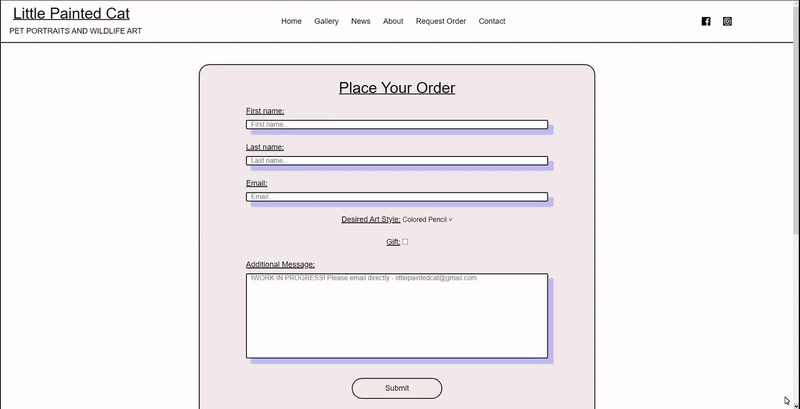 Little Painted Cat
PET PORTRAITS AND WILDLIFE ART
Home Gallery News About Request Order Contact
Place Your Order
First name:
First name...
Last name:
Last name...
Email:
Email...
Desired Art Style: Colored Pencil v
Gift:
Additional Message:
!WORK IN PROGRESS! Please email directly - littlepaintedcat@gmail.com
Submit